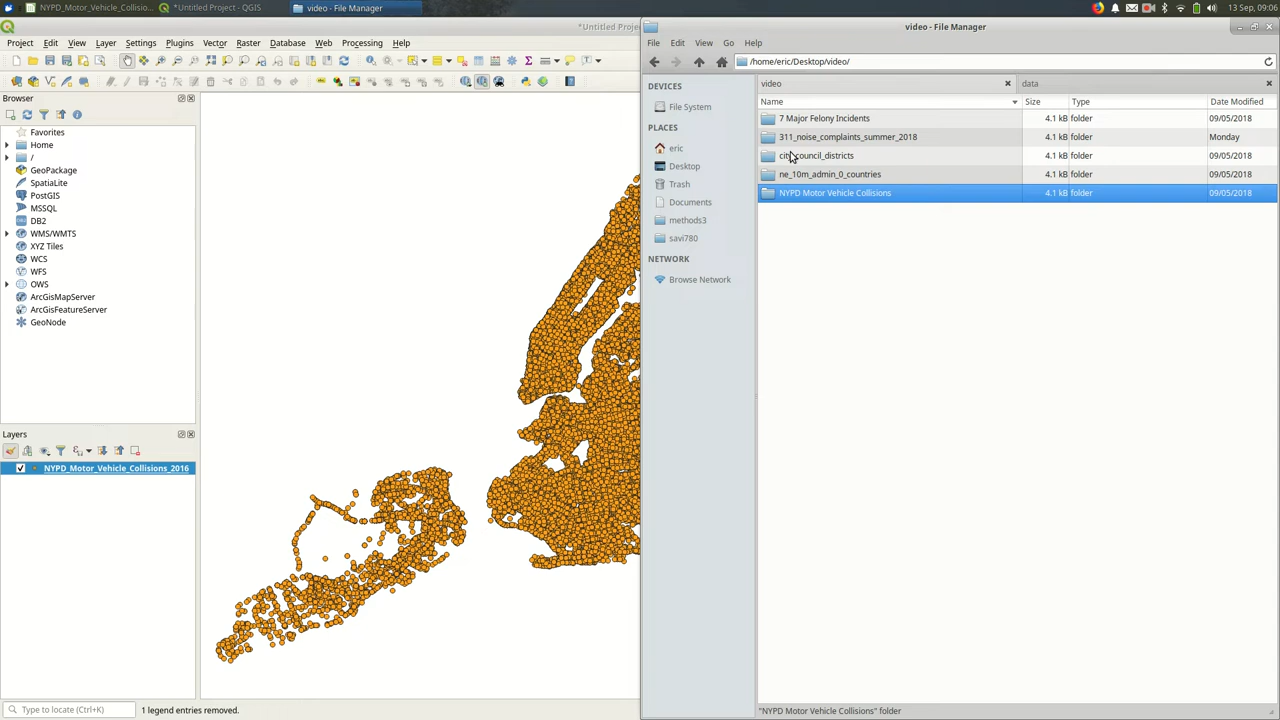 NYPD_Motor_Vehicle_Collisio...
*Untitled Project - QGIS
video - File Manager
13 Sep, 09:06
*Untitled Proje
video - File Manager
Project Edit View Layer Settings Plugins Vector Raster Database Web Processing Help
File Edit View Go Help
/home/eric/Desktop/video/
Browser
Favorites
Home
/
GeoPackage
SpatiaLite
PostGIS
MSSQL
DB2
WMS/WMTS
XYZ Tiles
WCS
WFS
OWS
ArcGisMapServer
ArcGisFeatureServer
GeoNode
Layers
NYPD_Motor_Vehicle_Collisions_2016
Type to locate (Ctrl+K)
1 legend entries removed.
DEVICES
File System
PLACES
eric
Desktop
Trash
Documents
methods3
savi780
NETWORK
Browse Network
video
data
Name Size Type Date Modified
7 Major Felony Incidents 4.1 kB folder 09/05/2018
311_noise_complaints_summer_2018 4.1 kB folder Monday
city_council_districts 4.1 kB folder 09/05/2018
ne_10m_admin_0_countries 4.1 kB folder 09/05/2018
NYPD Motor Vehicle Collisions 4.1 kB folder 09/05/2018
"NYPD Motor Vehicle Collisions" folder